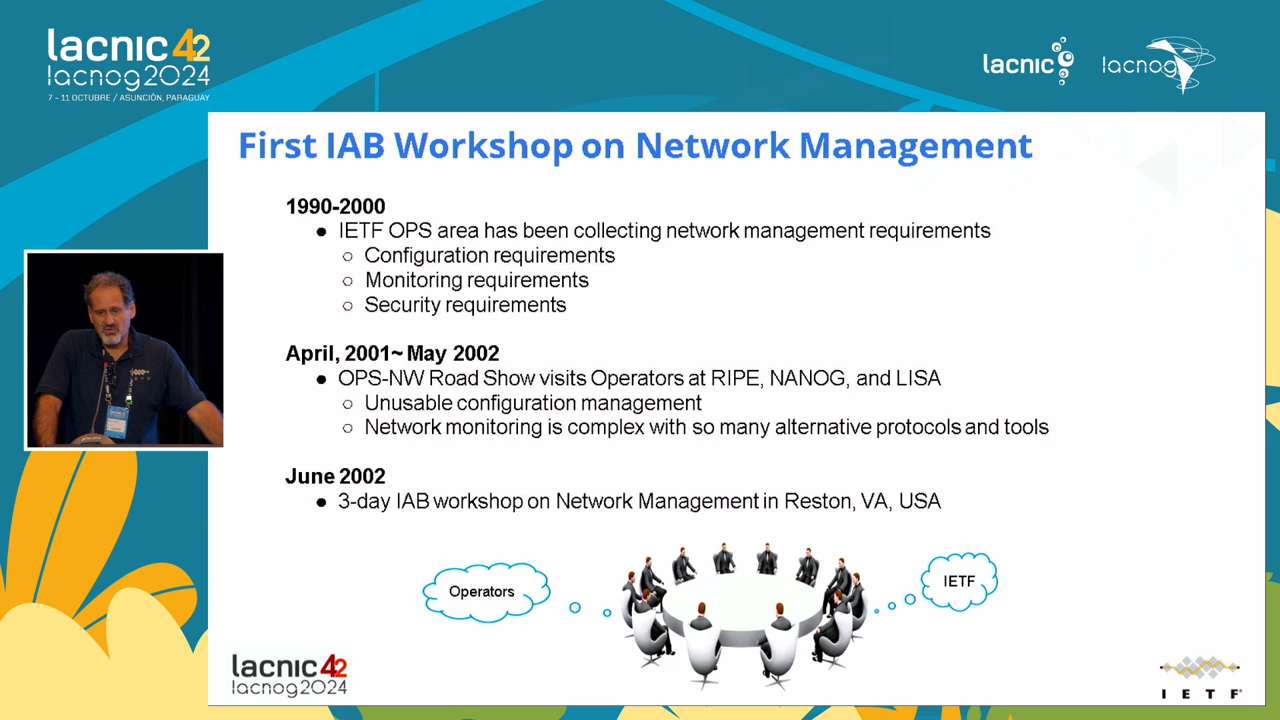 lacnic 42
lacnog2024
7 - 11 OCTUBRE / ASUNCIÓN, PARAGUAY
lacnic
lacnog
First IAB Workshop on Network Management
1990-2000
● IETF OPS area has been collecting network management requirements
○ Configuration requirements
○ Monitoring requirements
○ Security requirements
April, 2001~ May 2002
● OPS-NW Road Show visits Operators at RIPE, NANOG, and LISA
○ Unusable configuration management
○ Network monitoring is complex with so many alternative protocols and tools
June 2002
● 3-day IAB workshop on Network Management in Reston, VA, USA
Operators
IETF
lacnic 42
lacnog2024
IETF®